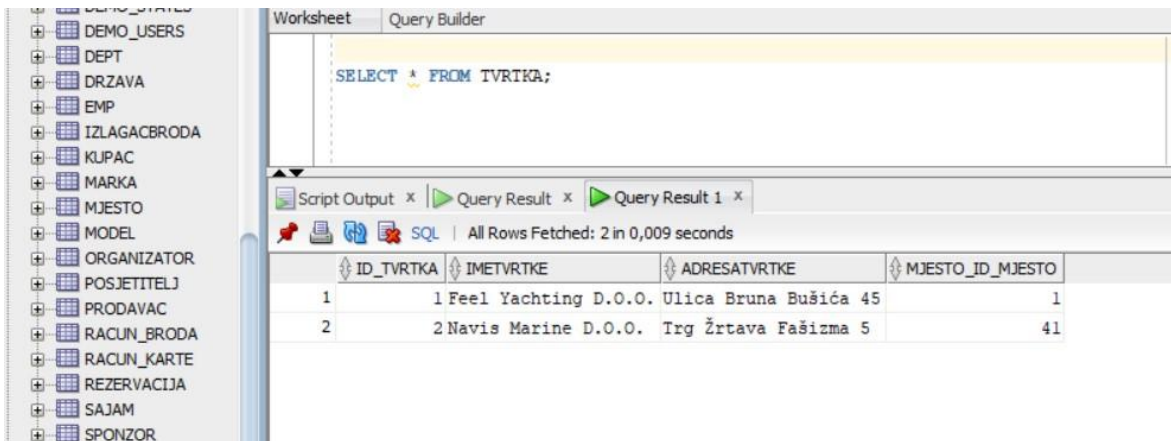 DEMO_STATES
DEMO_USERS
DEPT
DRZAVA
EMP
IZLAGACBRODA
KUPAC
MARKA
MJESTO
MODEL
ORGANIZATOR
POSJETITELJ
PRODAVAC
RACUN_BRODA
RACUN_KARTE
REZERVACIJA
SAJAM
SPONZOR
Worksheet Query Builder
SELECT * FROM TVRTKA;
Script Output x Query Result x Query Result 1 x
SQL | All Rows Fetched: 2 in 0,009 seconds
ID_TVRTKA IMETVRTKE ADRESATVRTKE MJESTO_ID_MJESTO
1 1 Feel Yachting D.O.O. Ulica Bruna Bušića 45 1
2 2 Navis Marine D.O.O. Trg Žrtava Fašizma 5 41